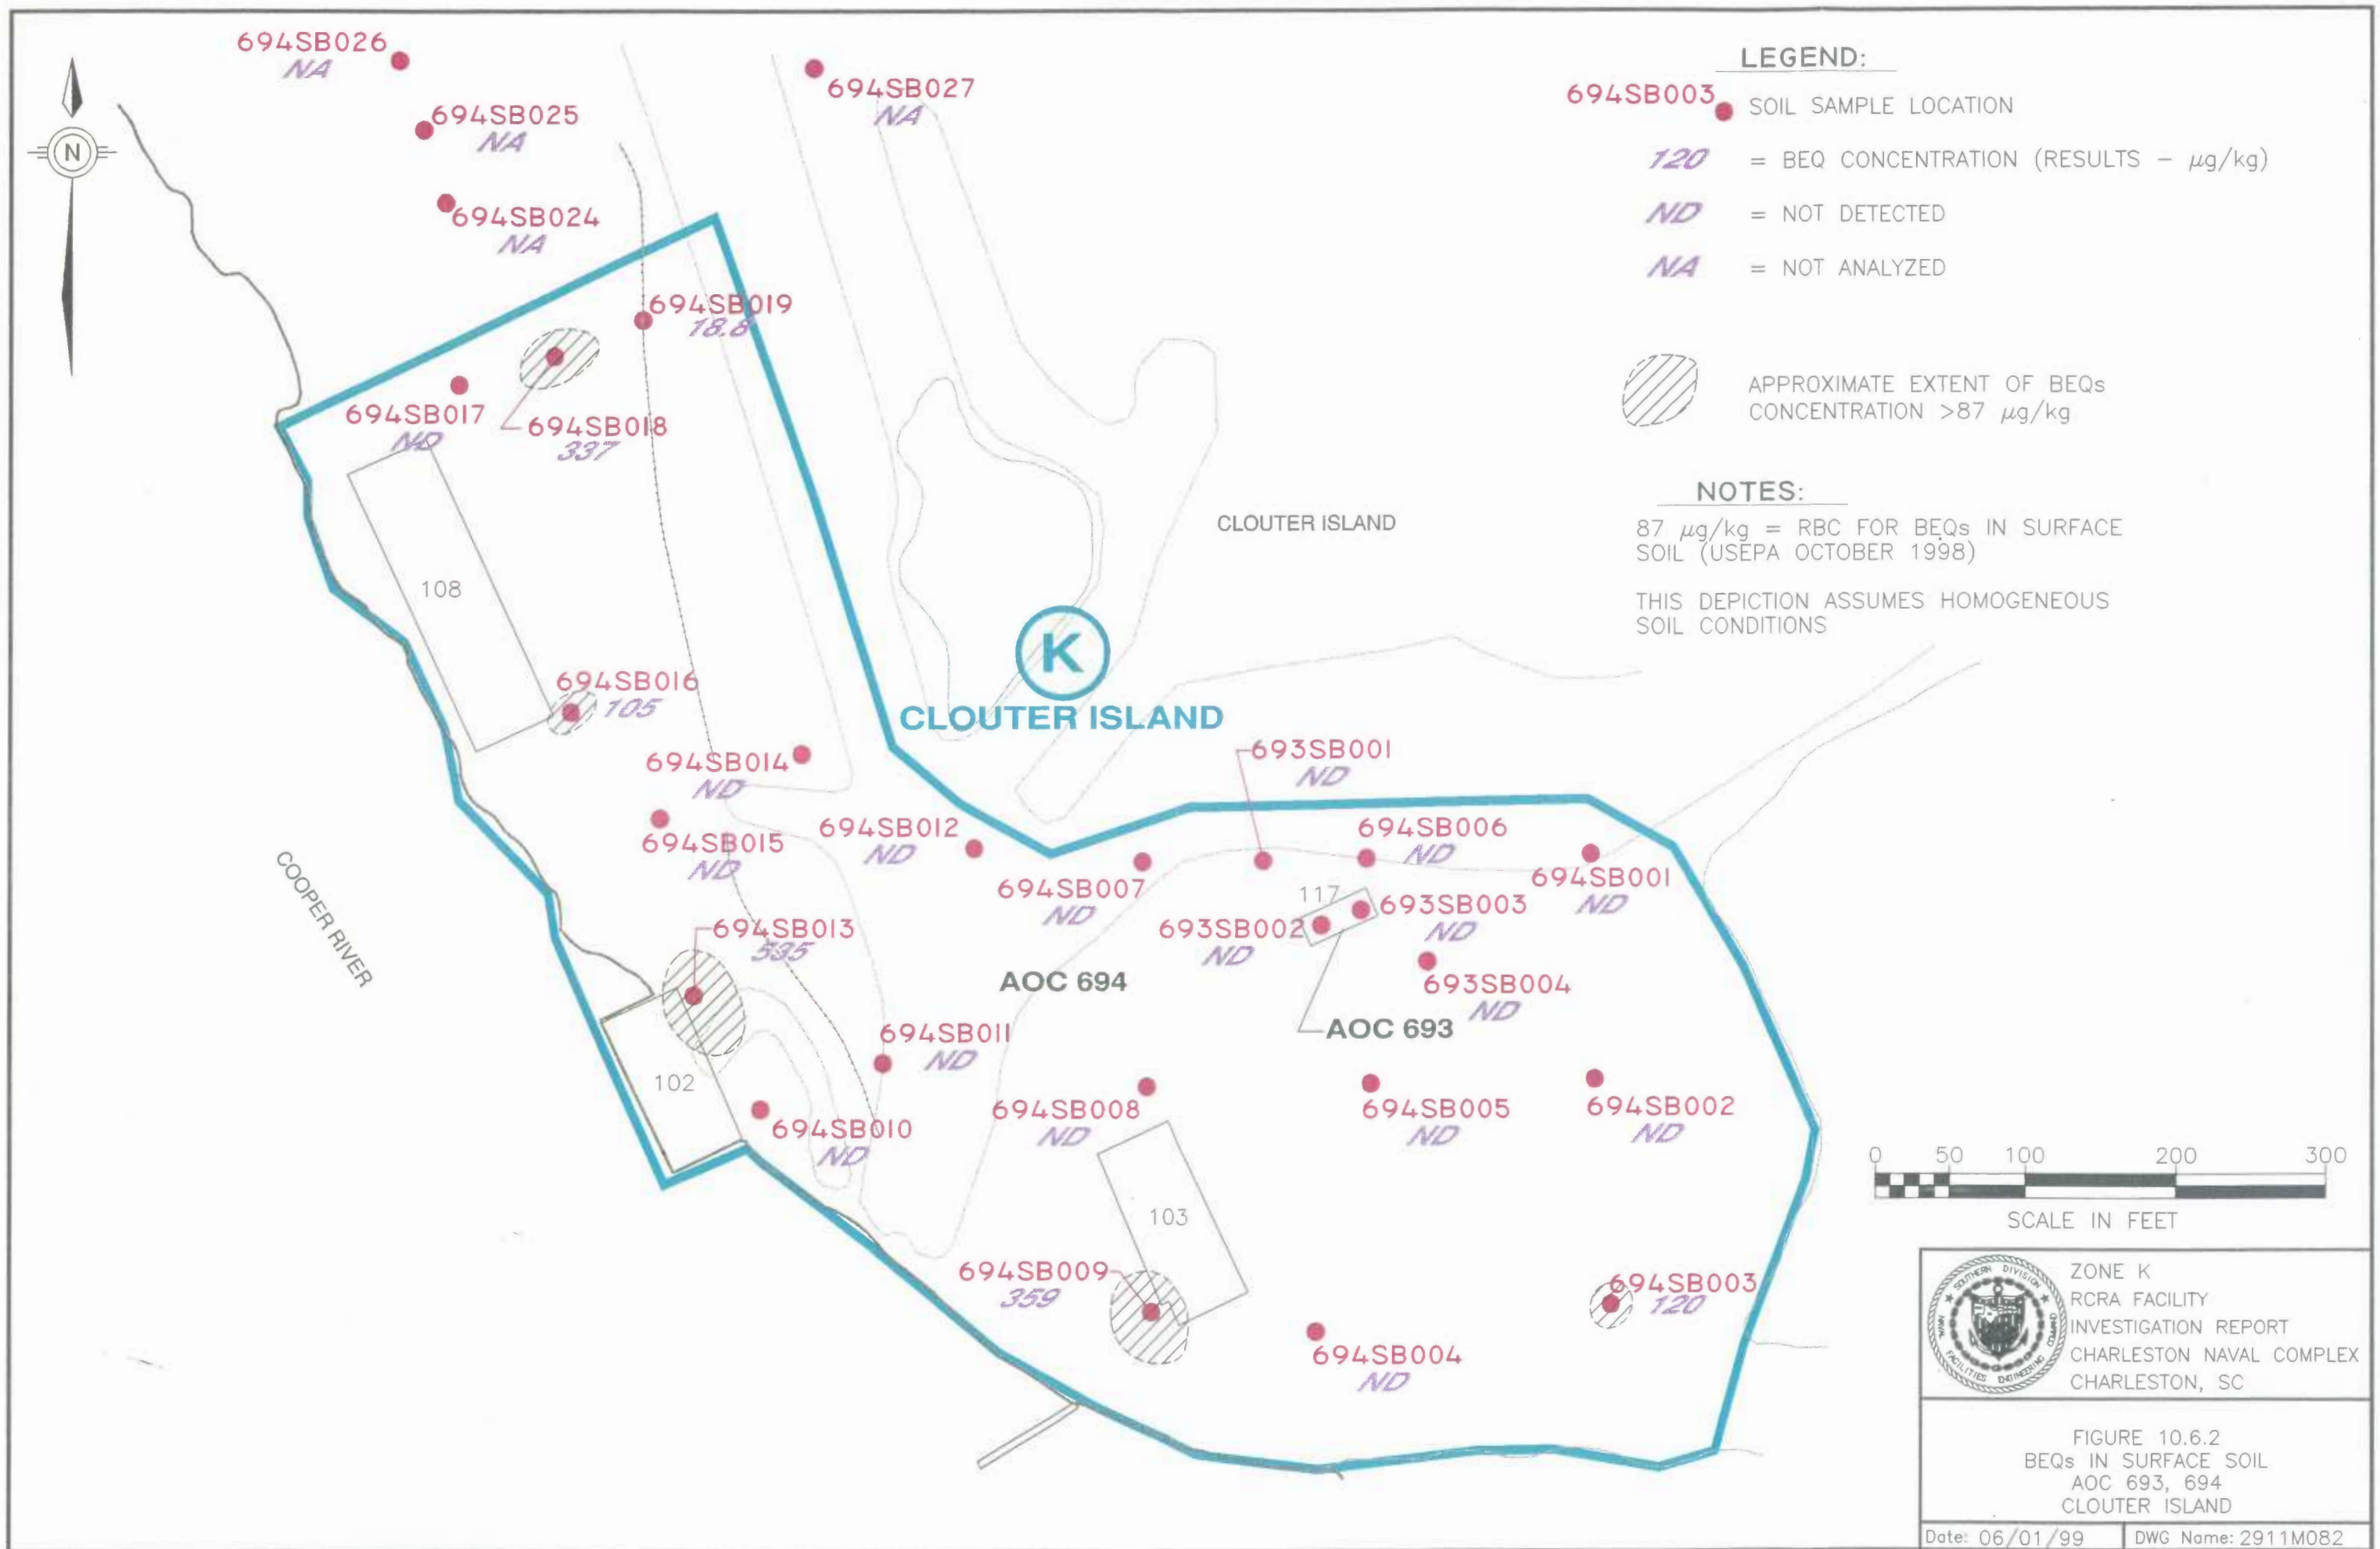 694SB026
NA
694SB025
NA
694SB024
NA
694SB027
NA
N
694SB019
18.8
694SB017
ND
694SB018
337
108
694SB016
105
694SB014
ND
694SB015
ND
694SB012
ND
CLOUTER ISLAND
K
CLOUTER ISLAND
693SB001
ND
694SB006
ND
694SB007
ND
117
693SB002
ND
693SB003
ND
694SB001
ND
693SB004
ND
COOPER RIVER
694SB013
535
AOC 694
AOC 693
694SB011
ND
102
694SB010
ND
694SB008
ND
694SB005
ND
694SB002
ND
103
694SB009
359
694SB004
ND
694SB003
120
LEGEND:
694SB003 SOIL SAMPLE LOCATION
120 = BEQ CONCENTRATION (RESULTS - µg/kg)
ND = NOT DETECTED
NA = NOT ANALYZED
APPROXIMATE EXTENT OF BEQs
CONCENTRATION >87 µg/kg
NOTES:
87 µg/kg = RBC FOR BEQs IN SURFACE
SOIL (USEPA OCTOBER 1998)
THIS DEPICTION ASSUMES HOMOGENEOUS
SOIL CONDITIONS
0 50 100 200 300
SCALE IN FEET
SOUTHERN DIVISION
FACILITIES ENGINEERING
ZONE K
RCRA FACILITY
INVESTIGATION REPORT
CHARLESTON NAVAL COMPLEX
CHARLESTON, SC
FIGURE 10.6.2
BEQs IN SURFACE SOIL
AOC 693, 694
CLOUTER ISLAND
Date: 06/01/99 DWG Name: 2911M082